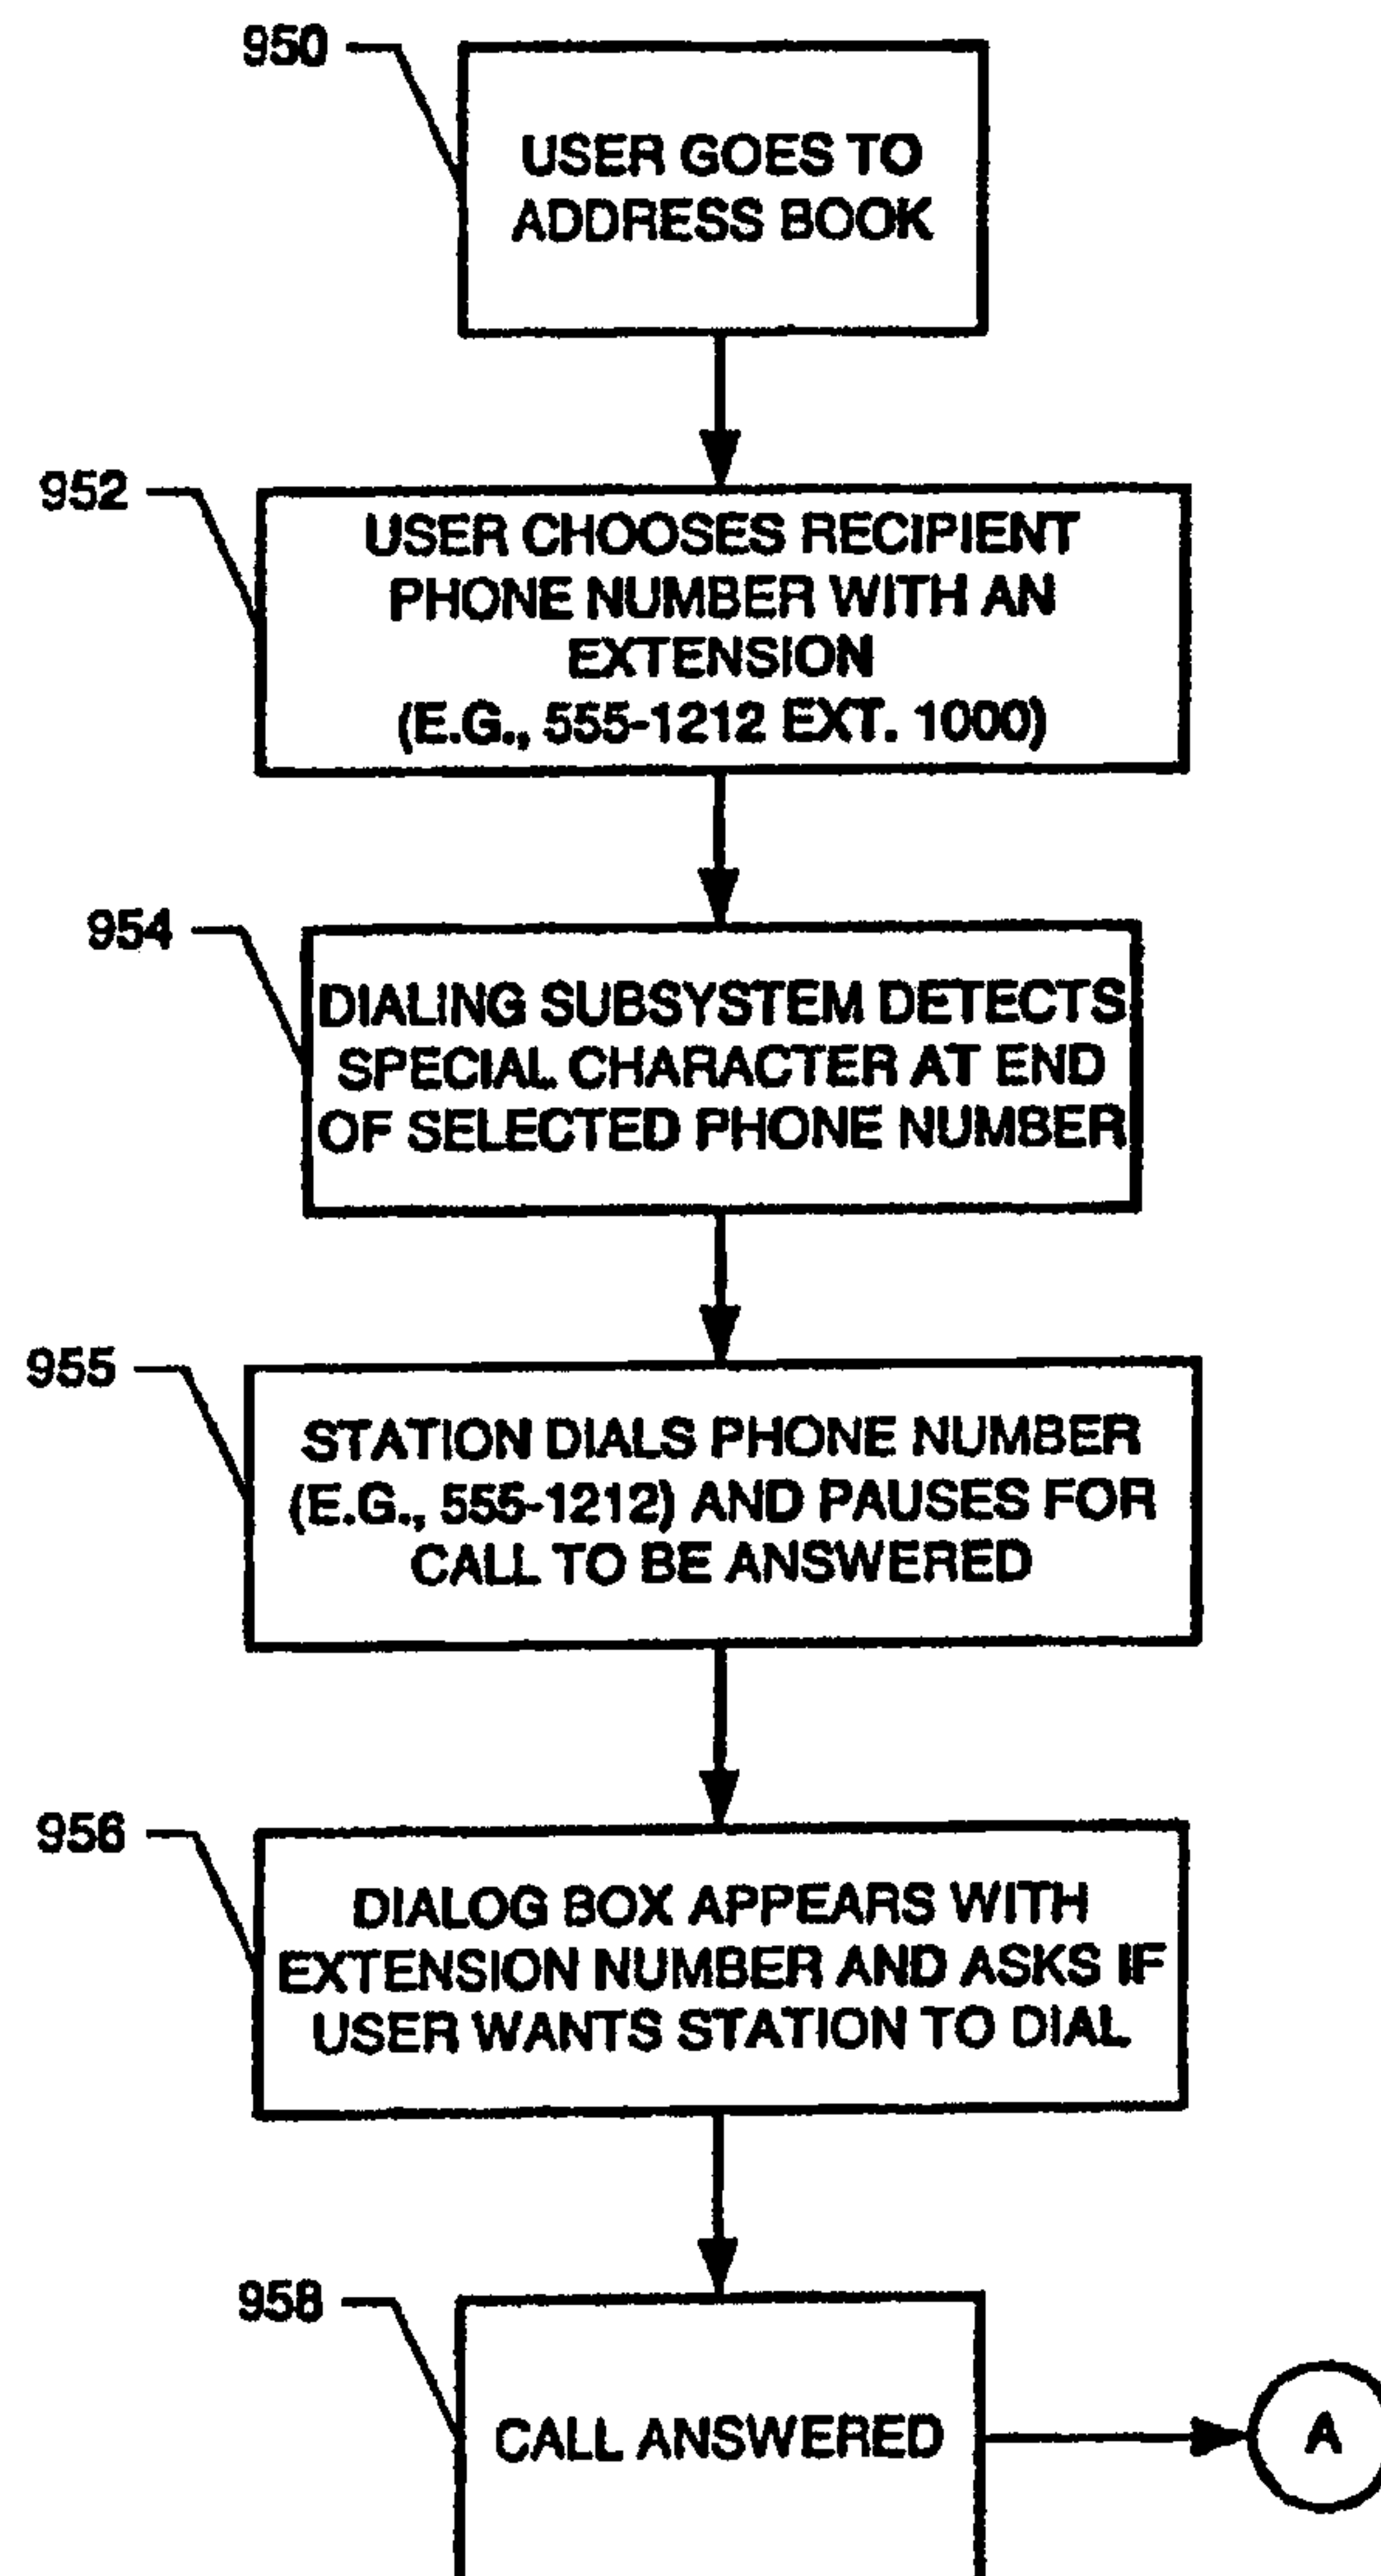 950
USER GOES TO
ADDRESS BOOK
952
USER CHOOSES RECIPIENT
PHONE NUMBER WITH AN
EXTENSION
(E.G., 555-1212 EXT. 1000)
954
DIALING SUBSYSTEM DETECTS
SPECIAL CHARACTER AT END
OF SELECTED PHONE NUMBER
955
STATION DIALS PHONE NUMBER
(E.G., 555-1212) AND PAUSES FOR
CALL TO BE ANSWERED
956
DIALOG BOX APPEARS WITH
EXTENSION NUMBER AND ASKS IF
USER WANTS STATION TO DIAL
958
CALL ANSWERED
A